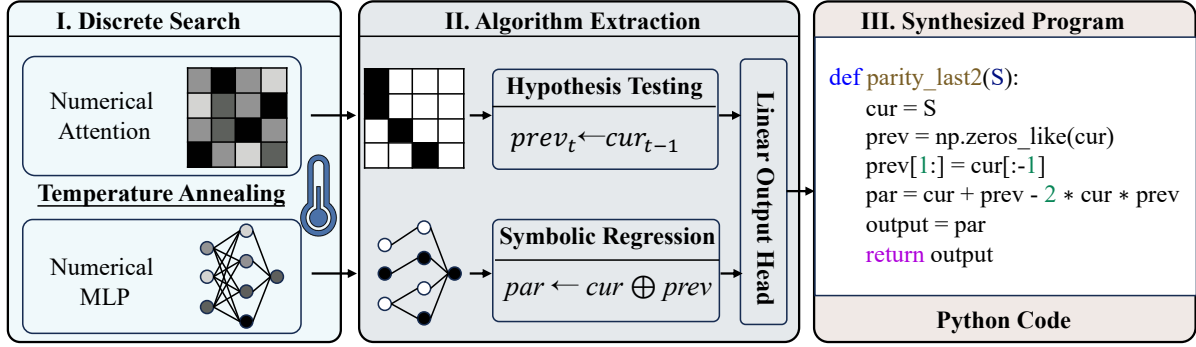 I. Discrete Search
Numerical
Attention
Temperature Annealing
Numerical
MLP
II. Algorithm Extraction
Hypothesis Testing
prevₜ←curₜ₋₁
Symbolic Regression
par ← cur ⊕ prev
Linear Output Head
III. Synthesized Program
def parity_last2(S):
cur = S
prev = np.zeros_like(cur)
prev[1:] = cur[:-1]
par = cur + prev - 2 * cur * prev
output = par
return output
Python Code